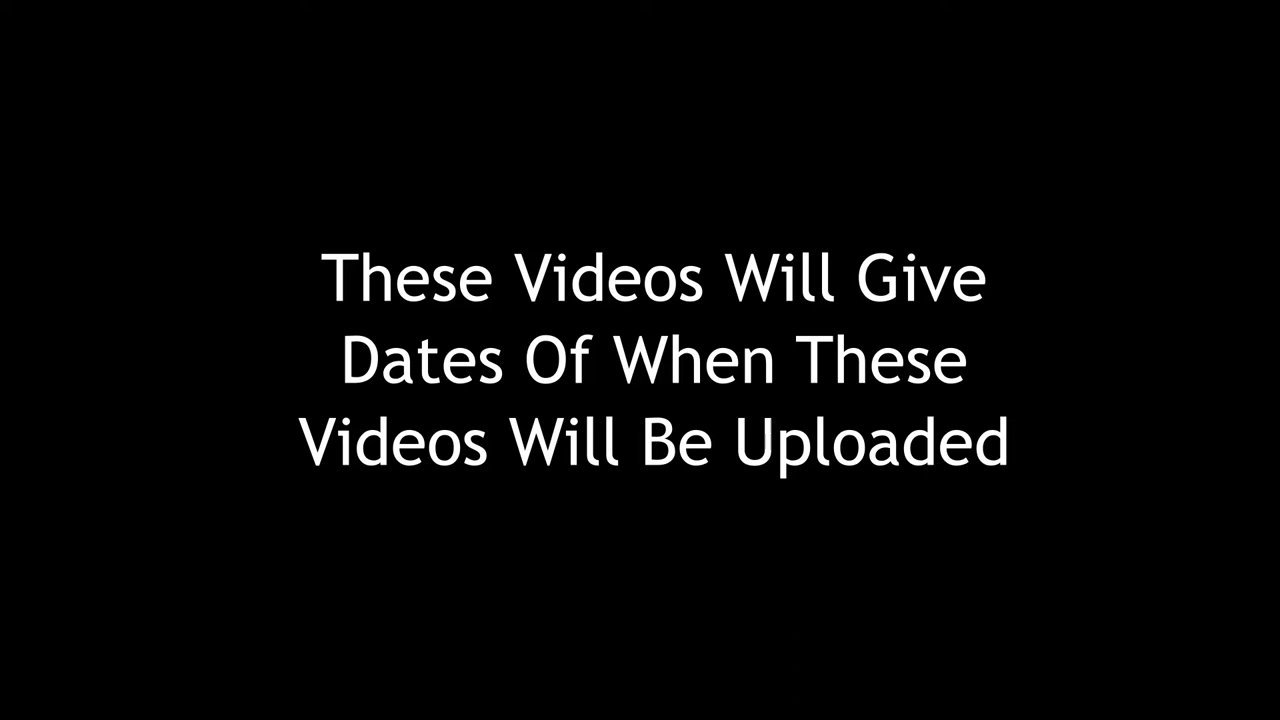 These Videos Will Give
Dates Of When These
Videos Will Be Uploaded